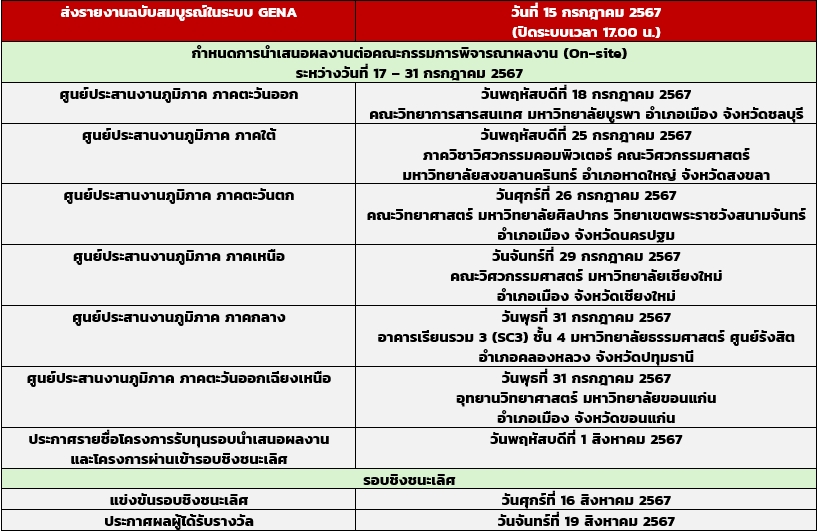 ส่งรายงานฉบับสมบูรณ์ในระบบ GENA
วันที่ 15 กรกฎาคม 2567
(ปิดระบบเวลา 17.00 น.)
กำหนดการนำเสนอผลงานต่อคณะกรรมการพิจารณาผลงาน (On-site)
ระหว่างวันที่ 17 – 31 กรกฎาคม 2567
ศูนย์ประสานงานภูมิภาค ภาคตะวันออก
วันพฤหัสบดีที่ 18 กรกฎาคม 2567
คณะวิทยาการสารสนเทศ มหาวิทยาลัยบูรพา อำเภอเมือง จังหวัดชลบุรี
ศูนย์ประสานงานภูมิภาค ภาคใต้
วันพฤหัสบดีที่ 25 กรกฎาคม 2567
ภาควิชาวิศวกรรมคอมพิวเตอร์ คณะวิศวกรรมศาสตร์
มหาวิทยาลัยสงขลานครินทร์ อำเภอหาดใหญ่ จังหวัดสงขลา
ศูนย์ประสานงานภูมิภาค ภาคตะวันตก
วันศุกร์ที่ 26 กรกฎาคม 2567
คณะวิทยาศาสตร์ มหาวิทยาลัยศิลปากร วิทยาเขตพระราชวังสนามจันทร์
อำเภอเมือง จังหวัดนครปฐม
ศูนย์ประสานงานภูมิภาค ภาคเหนือ
วันจันทร์ที่ 29 กรกฎาคม 2567
คณะวิศวกรรมศาสตร์ มหาวิทยาลัยเชียงใหม่
อำเภอเมือง จังหวัดเชียงใหม่
ศูนย์ประสานงานภูมิภาค ภาคกลาง
วันพุธที่ 31 กรกฎาคม 2567
อาคารเรียนรวม 3 (SC3) ชั้น 4 มหาวิทยาลัยธรรมศาสตร์ ศูนย์รังสิต
อำเภอคลองหลวง จังหวัดปทุมธานี
ศูนย์ประสานงานภูมิภาค ภาคตะวันออกเฉียงเหนือ
วันพุธที่ 31 กรกฎาคม 2567
อุทยานวิทยาศาสตร์ มหาวิทยาลัยขอนแก่น
อำเภอเมือง จังหวัดขอนแก่น
ประกาศรายชื่อโครงการรับทุนรอบนำเสนอผลงาน
และโครงการผ่านเข้ารอบชิงชนะเลิศ
วันพฤหัสบดีที่ 1 สิงหาคม 2567
รอบชิงชนะเลิศ
แข่งขันรอบชิงชนะเลิศ
วันศุกร์ที่ 16 สิงหาคม 2567
ประกาศผลผู้ได้รับรางวัล
วันจันทร์ที่ 19 สิงหาคม 2567